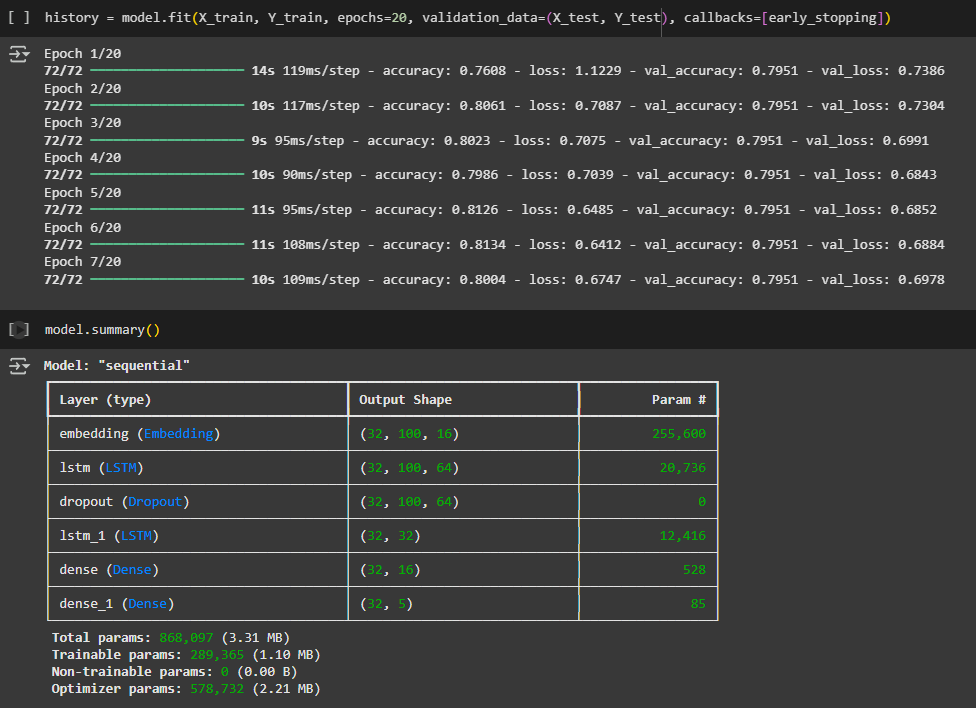 [ ] history = model.fit(X_train, Y_train, epochs=20, validation_data=(X_test, Y_test), callbacks=[early_stopping])
Epoch 1/20
72/72 14s 119ms/step - accuracy: 0.7608 - loss: 1.1229 - val_accuracy: 0.7951 - val_loss: 0.7386
Epoch 2/20
72/72 10s 117ms/step - accuracy: 0.8061 - loss: 0.7087 - val_accuracy: 0.7951 - val_loss: 0.7304
Epoch 3/20
72/72 9s 95ms/step - accuracy: 0.8023 - loss: 0.7075 - val_accuracy: 0.7951 - val_loss: 0.6991
Epoch 4/20
72/72 10s 90ms/step - accuracy: 0.7986 - loss: 0.7039 - val_accuracy: 0.7951 - val_loss: 0.6843
Epoch 5/20
72/72 11s 95ms/step - accuracy: 0.8126 - loss: 0.6485 - val_accuracy: 0.7951 - val_loss: 0.6852
Epoch 6/20
72/72 11s 108ms/step - accuracy: 0.8134 - loss: 0.6412 - val_accuracy: 0.7951 - val_loss: 0.6884
Epoch 7/20
72/72 10s 109ms/step - accuracy: 0.8004 - loss: 0.6747 - val_accuracy: 0.7951 - val_loss: 0.6978
model.summary()
Model: "sequential"
Layer (type) Output Shape Param #
embedding (Embedding) (32, 100, 16) 255,600
lstm (LSTM) (32, 100, 64) 20,736
dropout (Dropout) (32, 100, 64) 0
lstm_1 (LSTM) (32, 32) 12,416
dense (Dense) (32, 16) 528
dense_1 (Dense) (32, 5) 85
Total params: 868,097 (3.31 MB)
Trainable params: 289,365 (1.10 MB)
Non-trainable params: 0 (0.00 B)
Optimizer params: 578,732 (2.21 MB)